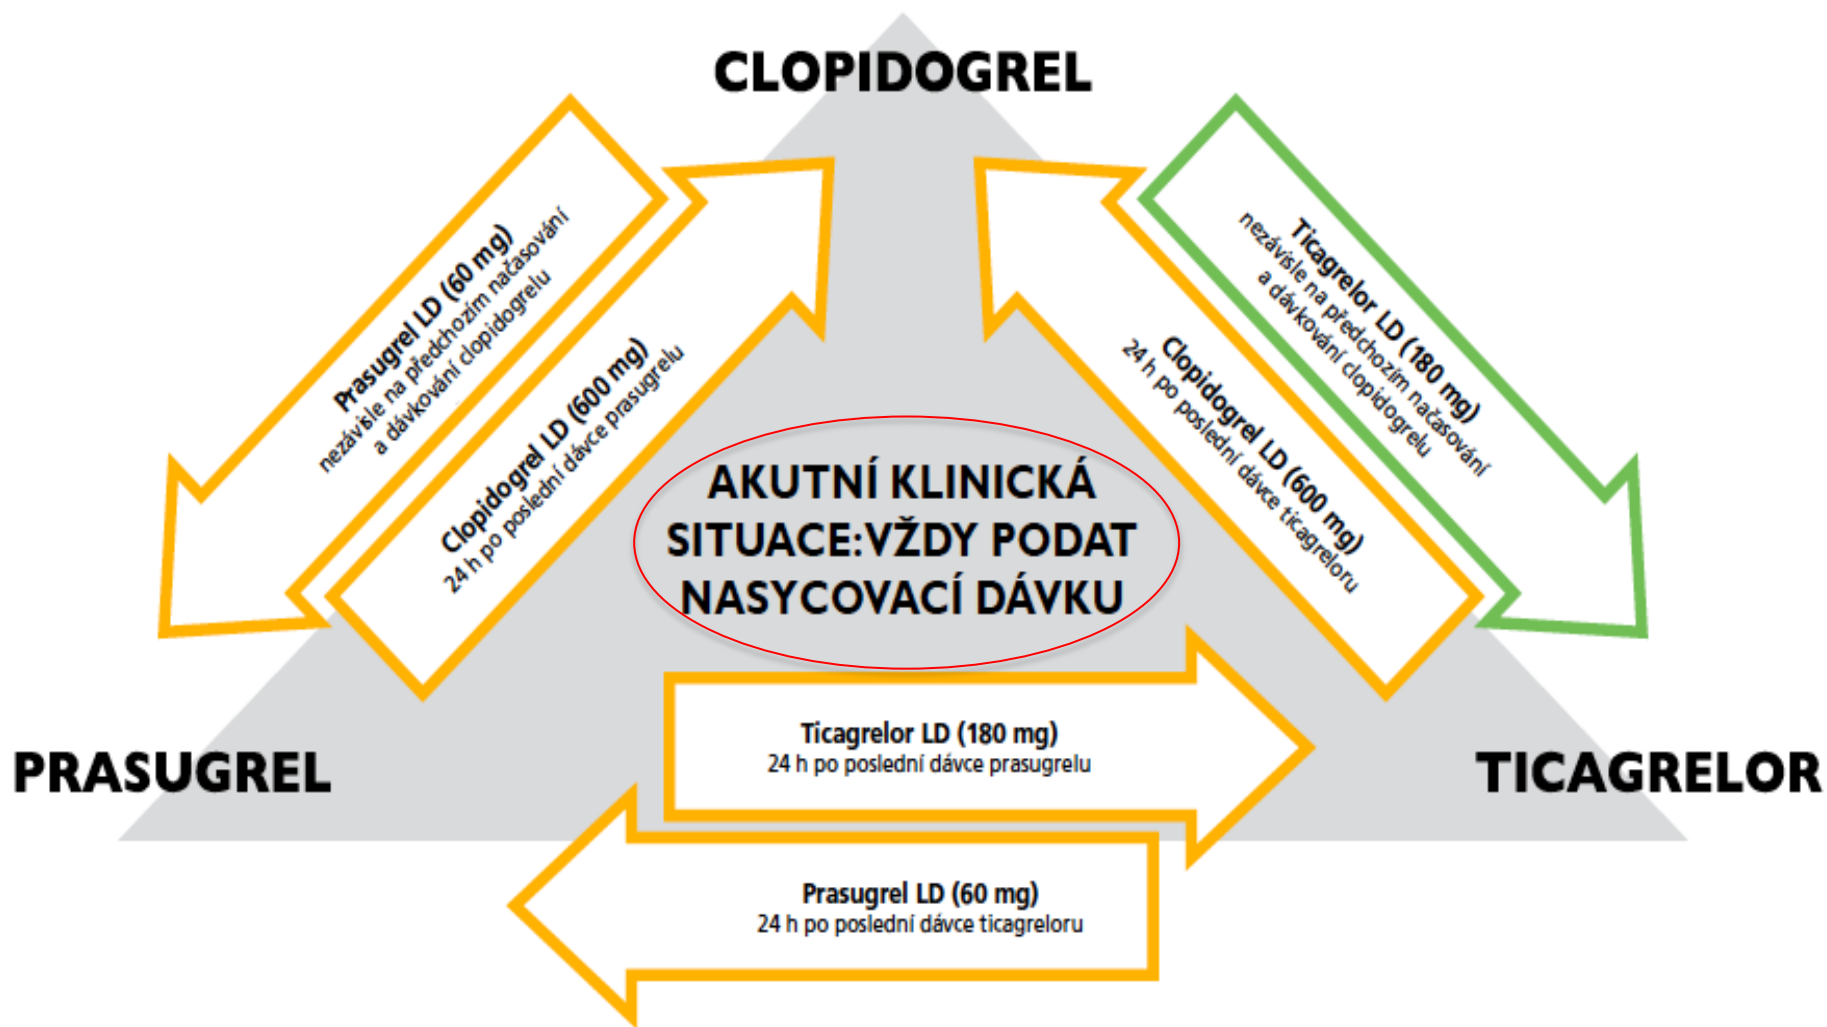 CLOPIDOGREL
Prasugrel LD (60 mg)
nezávisle na předchozím načasování
a dávkování clopidogrelu
Clopidogrel LD (600 mg)
24 h po poslední dávce prasugrelu
Ticagrelor LD (180 mg)
nezávisle na předchozím načasování
a dávkování clopidogrelu
Clopidogrel LD (600 mg)
24 h po poslední dávce ticagreloru
AKUTNÍ KLINICKÁ
SITUACE:VŽDY PODAT
NASYCOVACÍ DÁVKU
PRASUGREL
TICAGRELOR
Ticagrelor LD (180 mg)
24 h po poslední dávce prasugrelu
Prasugrel LD (60 mg)
24 h po poslední dávce ticagreloru